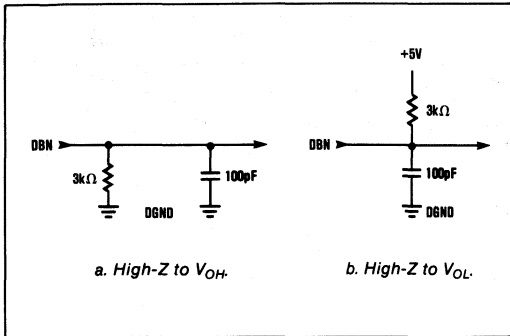 DBN
3kΩ
100pF
DGND
a. High-Z to VOH.
+5V
3kΩ
DBN
100pF
DGND
b. High-Z to VOL.